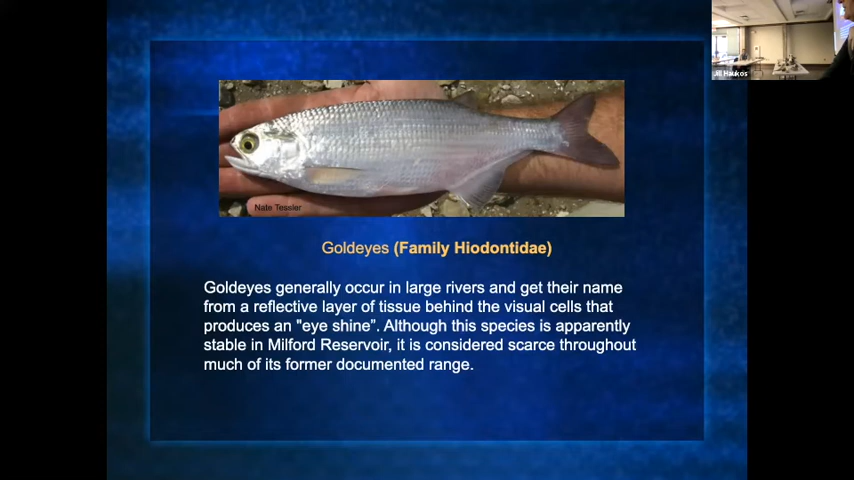 Jill Haukos
Nate Tessler
Goldeyes (Family Hiodontidae)
Goldeyes generally occur in large rivers and get their name
from a reflective layer of tissue behind the visual cells that
produces an "eye shine”. Although this species is apparently
stable in Milford Reservoir, it is considered scarce throughout
much of its former documented range.